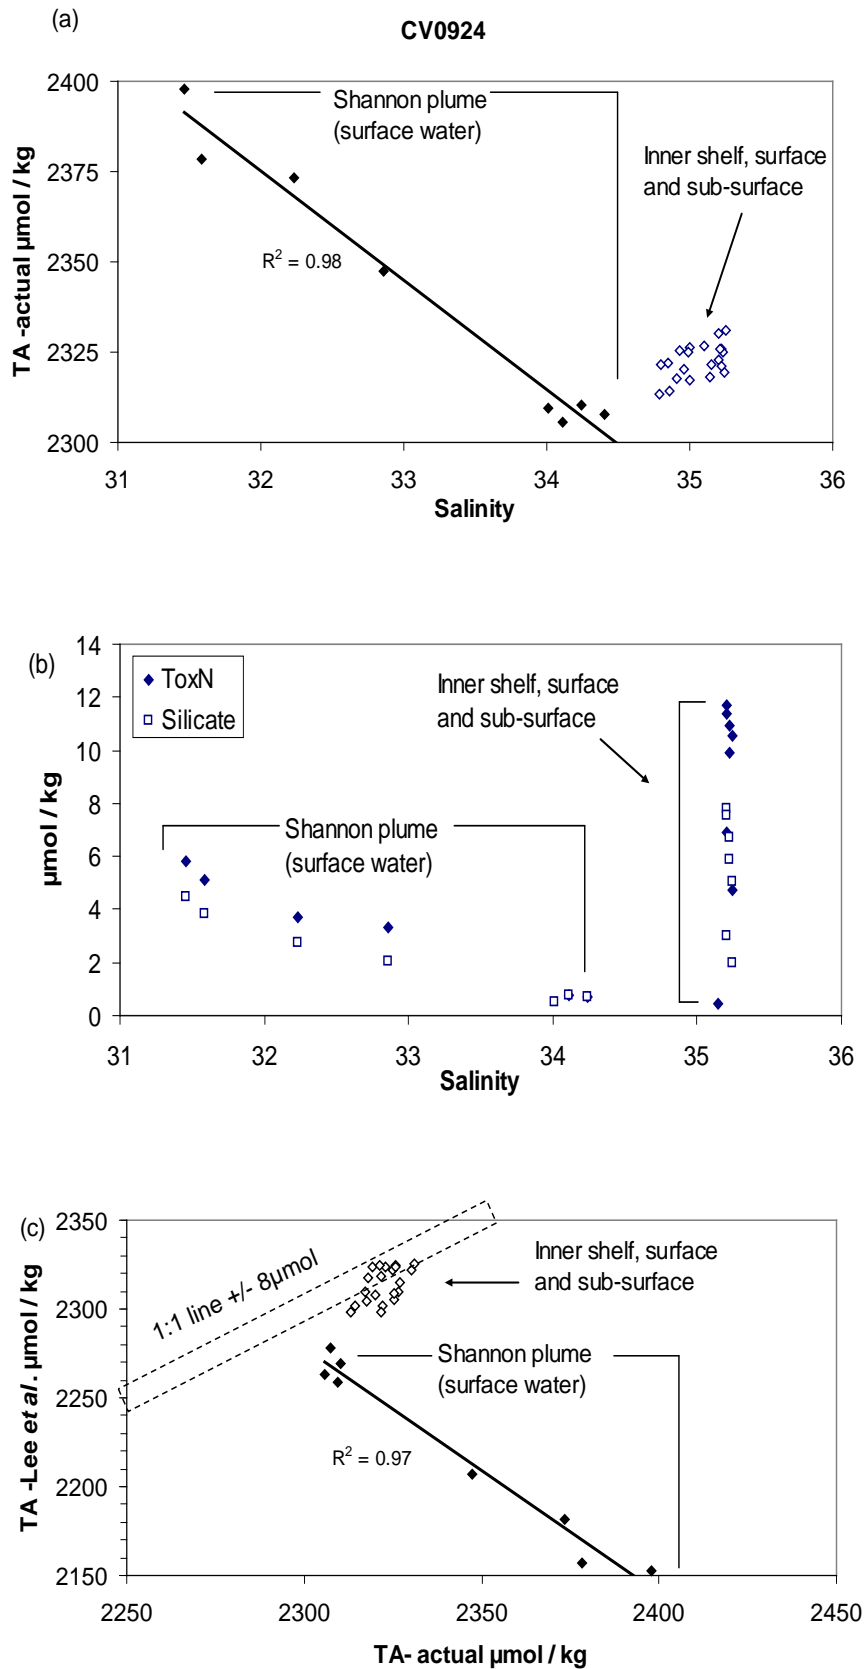 (a)
CV0924
2400
2375
2350
2325
2300
TA -actual µmol / kg
Shannon plume
(surface water)
Inner shelf, surface
and sub-surface
R² = 0.98
31 32 33 34 35 36
Salinity
(b)
14
12
10
8
6
4
2
0
µmol / kg
ToxN
Silicate
Inner shelf, surface
and sub-surface
Shannon plume
(surface water)
31 32 33 34 35 36
Salinity
(c)
2350
2300
2250
2200
2150
TA -Lee et al. µmol / kg
1:1 line +/- 8µmol
Inner shelf, surface
and sub-surface
Shannon plume
(surface water)
R² = 0.97
2250 2300 2350 2400 2450
TA- actual µmol / kg